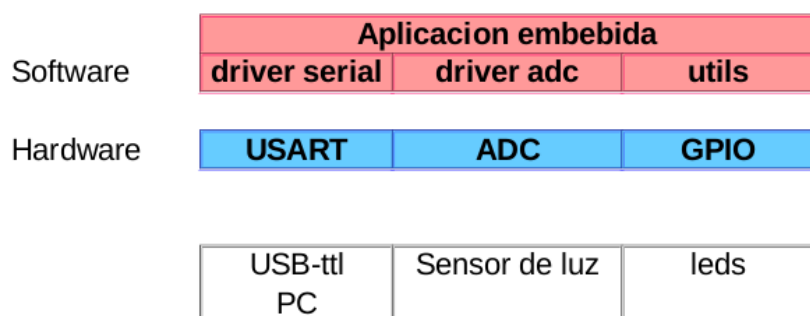 Aplicacion embebida
Software driver serial driver adc utils
Hardware USART ADC GPIO
USB-ttl Sensor de luz leds
PC